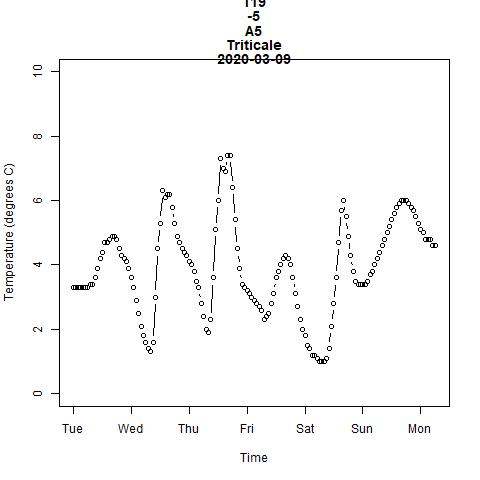 T19
-5
A5
Triticale
2020-03-09
Temperature (degrees C)
10
8
6
4
2
0
Tue Wed Thu Fri Sat Sun Mon
Time